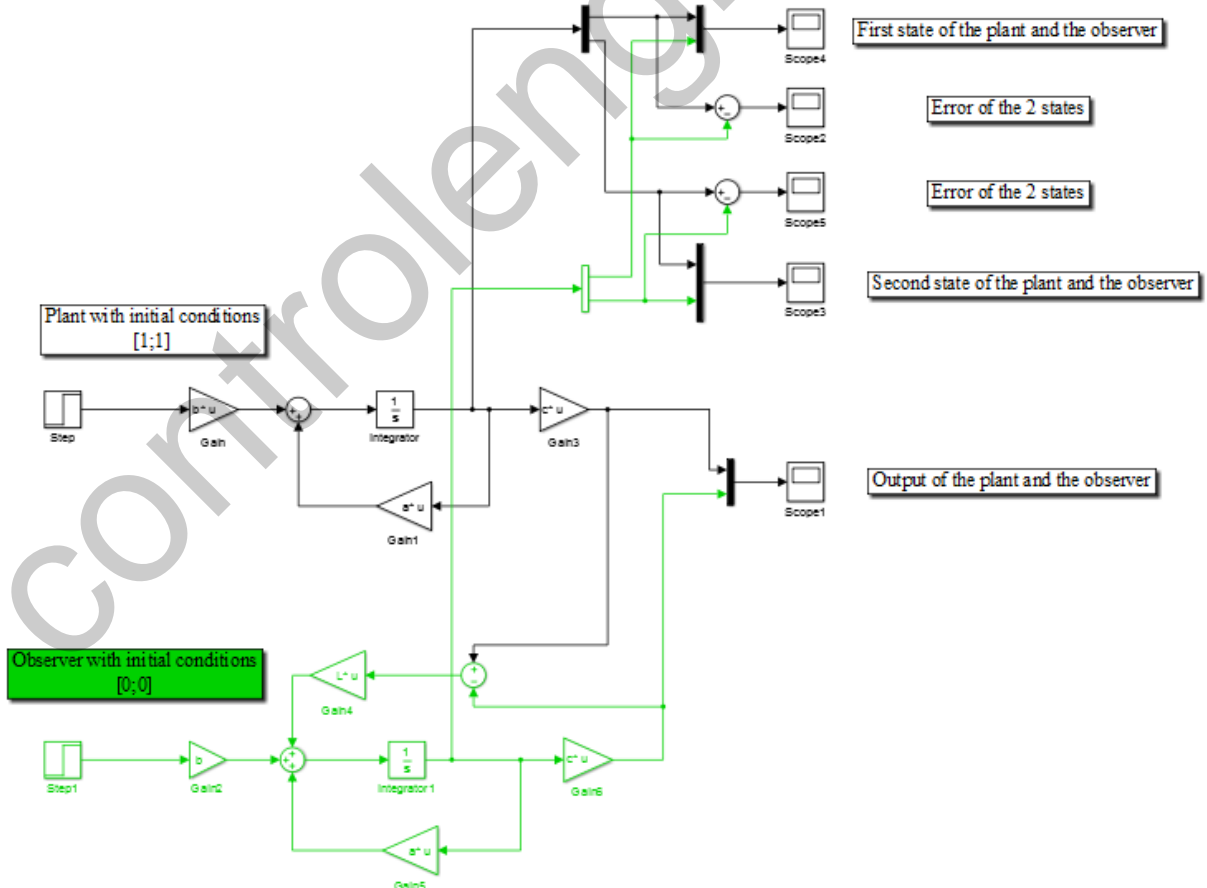 First state of the plant and the observer
Scope4
Error of the 2 states
Scope2
Error of the 2 states
Scope5
Second state of the plant and the observer
Scope3
Plant with initial conditions
[1;1]
Step
b* u
Gain
1
s
Integrator
c* u
Gain3
a* u
Gain1
Output of the plant and the observer
Scope1
Observer with initial conditions
[0;0]
L* u
Gain4
Step1
b
Gain2
1
s
Integrator1
c* u
Gain6
a* u
Gain5
controleng